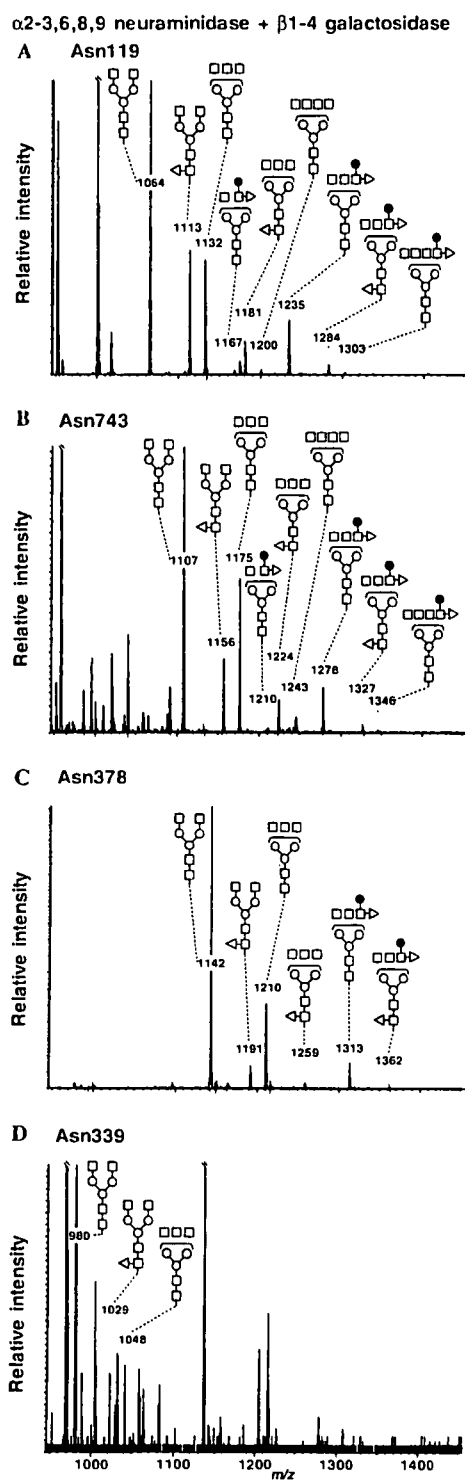 α2-3,6,8,9 neuraminidase + β1-4 galactosidase
A Asn119
Relative intensity
1064
1113
1132
1167
1181
1200
1235
1284
1303
B Asn743
Relative intensity
1107
1156
1175
1210
1224
1243
1278
1327
1346
C Asn378
Relative intensity
1142
1191
1210
1259
1313
1362
D Asn339
Relative intensity
980
1029
1048
1000 1100 1200 1300 1400
m/z